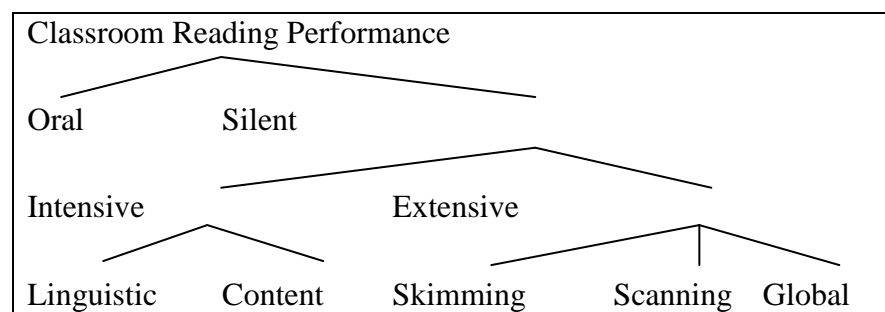 Classroom Reading Performance
Oral Silent
Intensive Extensive
Linguistic Content Skimming Scanning Global